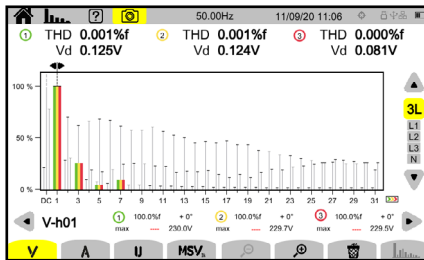 ? 50.00Hz 11/09/20 11:06
1 THD 0.001%f 2 THD 0.001%f 3 THD 0.000%f
Vd 0.125V Vd 0.124V Vd 0.081V
100 %
50 %
0 %
DC 1 3 5 7 9 11 13 15 17 19 21 23 25 27 29 31
3L
L1
L2
L3
N
V-h01 1 100.0%f + 0° 2 100.0%f + 0° 3 100.0%f + 0°
max ---- 230.0V max ---- 229.7V max ---- 229.5V
V A U MSV%